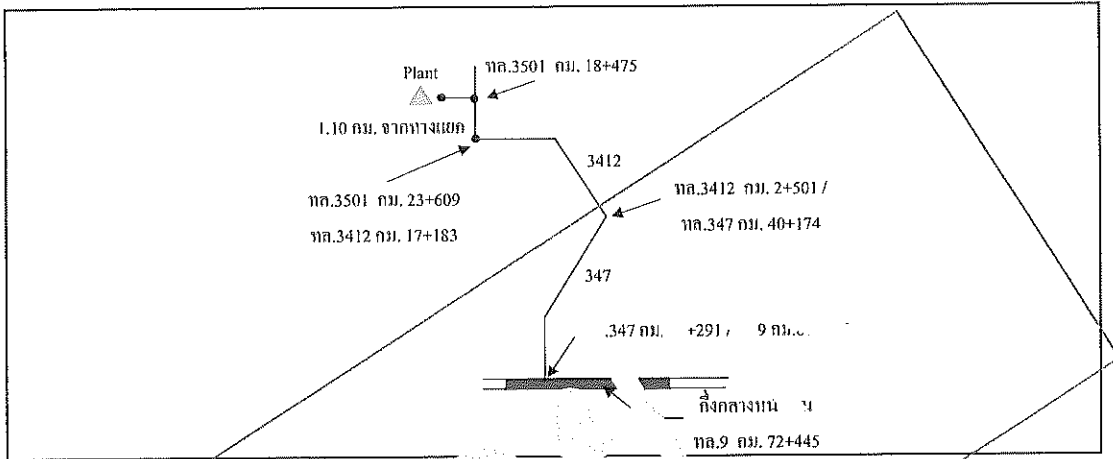 Plant
ทล.3501 กม. 18+475
1.10 กม. จากทางแยก
3412
ทล.3501 กม. 23+609
ทล.3412 กม. 17+183
ทล.3412 กม. 2+501 /
ทล.347 กม. 40+174
347
.347 กม. +291 / 9 กม.
กึ่งกลาง
ทล.9 กม. 72+445